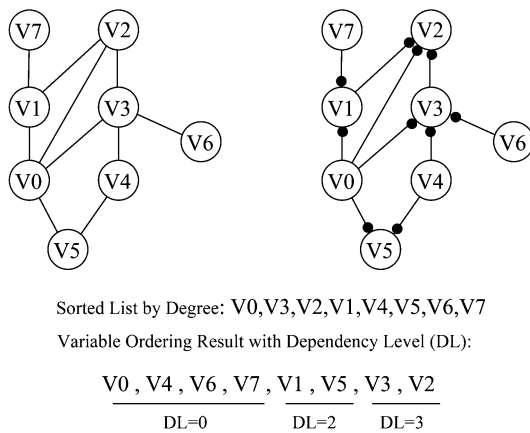 V7 V2 V7 V2
V1 V3 V1 V3
V6 V6
V0 V4 V0 V4
V5 V5
Sorted List by Degree: V0,V3,V2,V1,V4,V5,V6,V7
Variable Ordering Result with Dependency Level (DL):
V0 , V4 , V6 , V7 , V1 , V5 , V3 , V2
DL=0 DL=2 DL=3